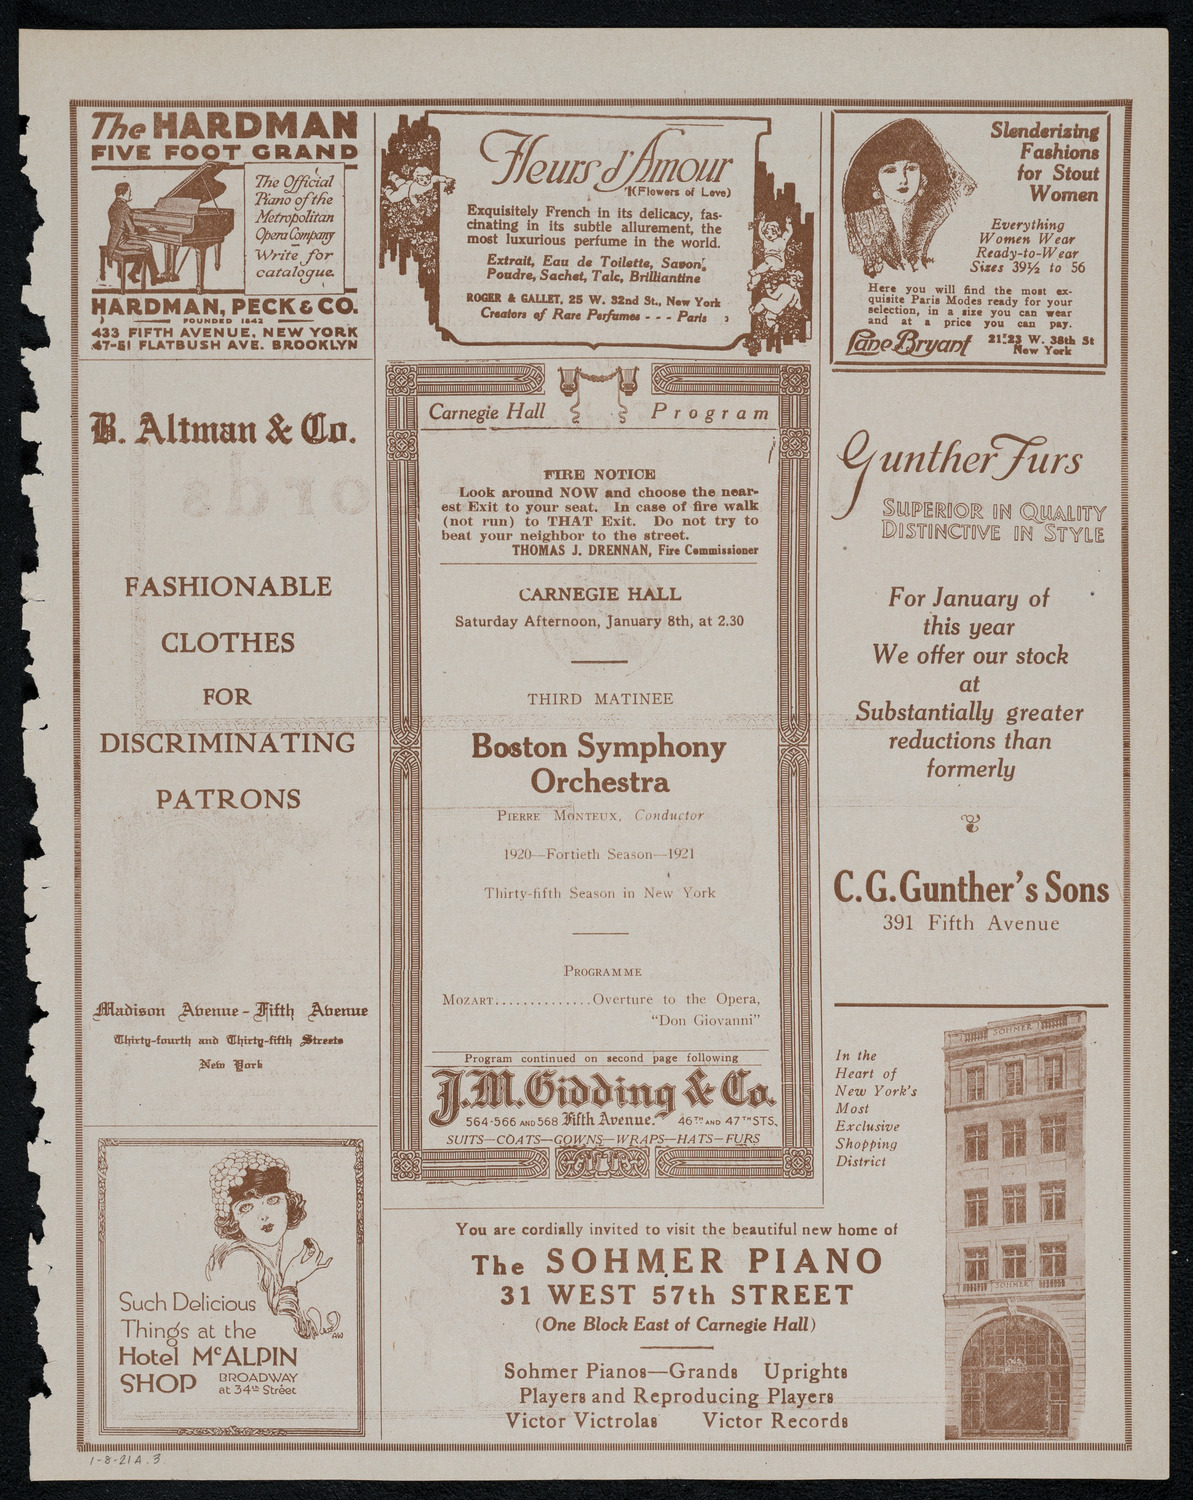 The HARDMAN
FIVE FOOT GRAND
The Official
Piano of the
Metropolitan
Opera Company
Write for
catalogue.
HARDMAN, PECK & CO.
FOUNDED 1842
433 FIFTH AVENUE, NEW YORK
47-51 FLATBUSH AVE. BROOKLYN
Fleurs d'Amour
(Flowers of Love)
Exquisitely French in its delicacy, fas-
cinating in its subtle allurement, the
most luxurious perfume in the world.
Extrait, Eau de Toilette, Savon,
Poudre, Sachet, Talc, Brilliantine
ROGER & GALLET, 25 W. 32nd St., New York
Creators of Rare Perfumes - - - Paris
Slenderizing
Fashions
for Stout
Women
Everything
Women Wear
Ready-to-Wear
Sizes 39½ to 56
Here you will find the most ex-
quisite Paris Modes ready for your
selection, in a size you can wear
and at a price you can pay.
Lane Bryant
21-23 W. 38th St
New York
B. Altman & Co.
FASHIONABLE
CLOTHES
FOR
DISCRIMINATING
PATRONS
Madison Avenue - Fifth Avenue
Thirty-fourth and Thirty-fifth Streets
New York
Carnegie Hall Program
FIRE NOTICE
Look around NOW and choose the near-
est Exit to your seat. In case of fire walk
(not run) to THAT Exit. Do not try to
beat your neighbor to the street.
THOMAS J. DRENNAN, Fire Commissioner
CARNEGIE HALL
Saturday Afternoon, January 8th, at 2.30
THIRD MATINEE
Boston Symphony
Orchestra
PIERRE MONTEUX, Conductor
1920—Fortieth Season—1921
Thirty-fifth Season in New York
PROGRAMME
MOZART..............Overture to the Opera,
"Don Giovanni"
Program continued on second page following
J.M. Gidding & Co.
564-566 AND 568 Fifth Avenue. 46TH AND 47TH STS.
SUITS—COATS—GOWNS—WRAPS—HATS—FURS
Gunther Furs
SUPERIOR IN QUALITY
DISTINCTIVE IN STYLE
For January of
this year
We offer our stock
at
Substantially greater
reductions than
formerly
C.G. Gunther's Sons
391 Fifth Avenue
In the
Heart of
New York's
Most
Exclusive
Shopping
District
SOHMER
SOHMER
Such Delicious
Things at the
Hotel McALPIN
SHOP BROADWAY
at 34th Street
You are cordially invited to visit the beautiful new home of
The SOHMER PIANO
31 WEST 57th STREET
(One Block East of Carnegie Hall)
Sohmer Pianos—Grands Uprights
Players and Reproducing Players
Victor Victrolas Victor Records
1-8-21A.3